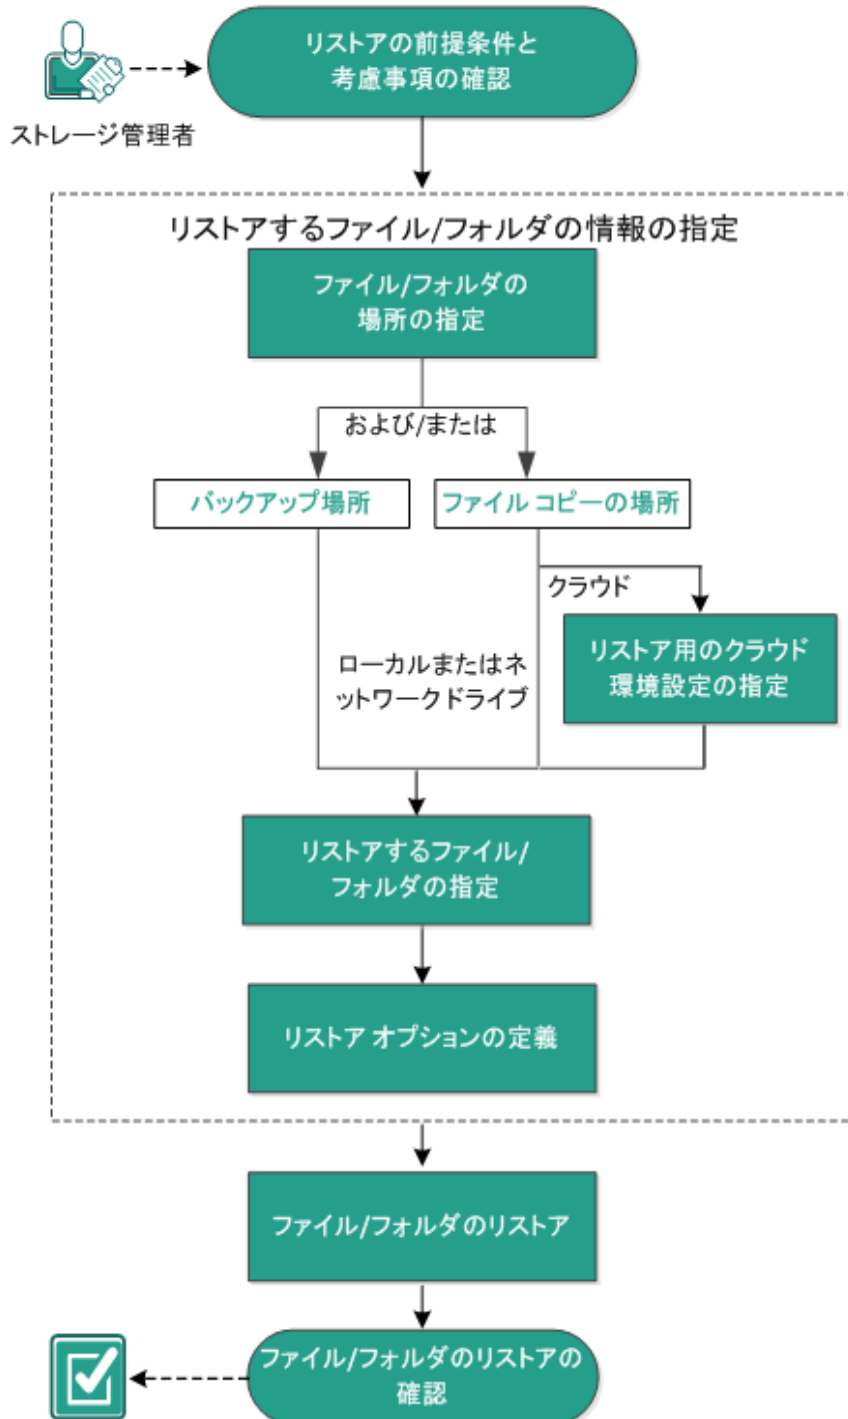 リストアの前提条件と
考慮事項の確認
ストレージ管理者
リストアするファイル/フォルダの情報の指定
ファイル/フォルダの
場所の指定
および/または
バックアップ場所
ファイル コピーの場所
クラウド
リストア用のクラウド
環境設定の指定
ローカルまたはネ
ットワークドライブ
リストアするファイル/
フォルダの指定
リストア オプションの定義
ファイル/フォルダのリストア
ファイル/フォルダのリストアの
確認